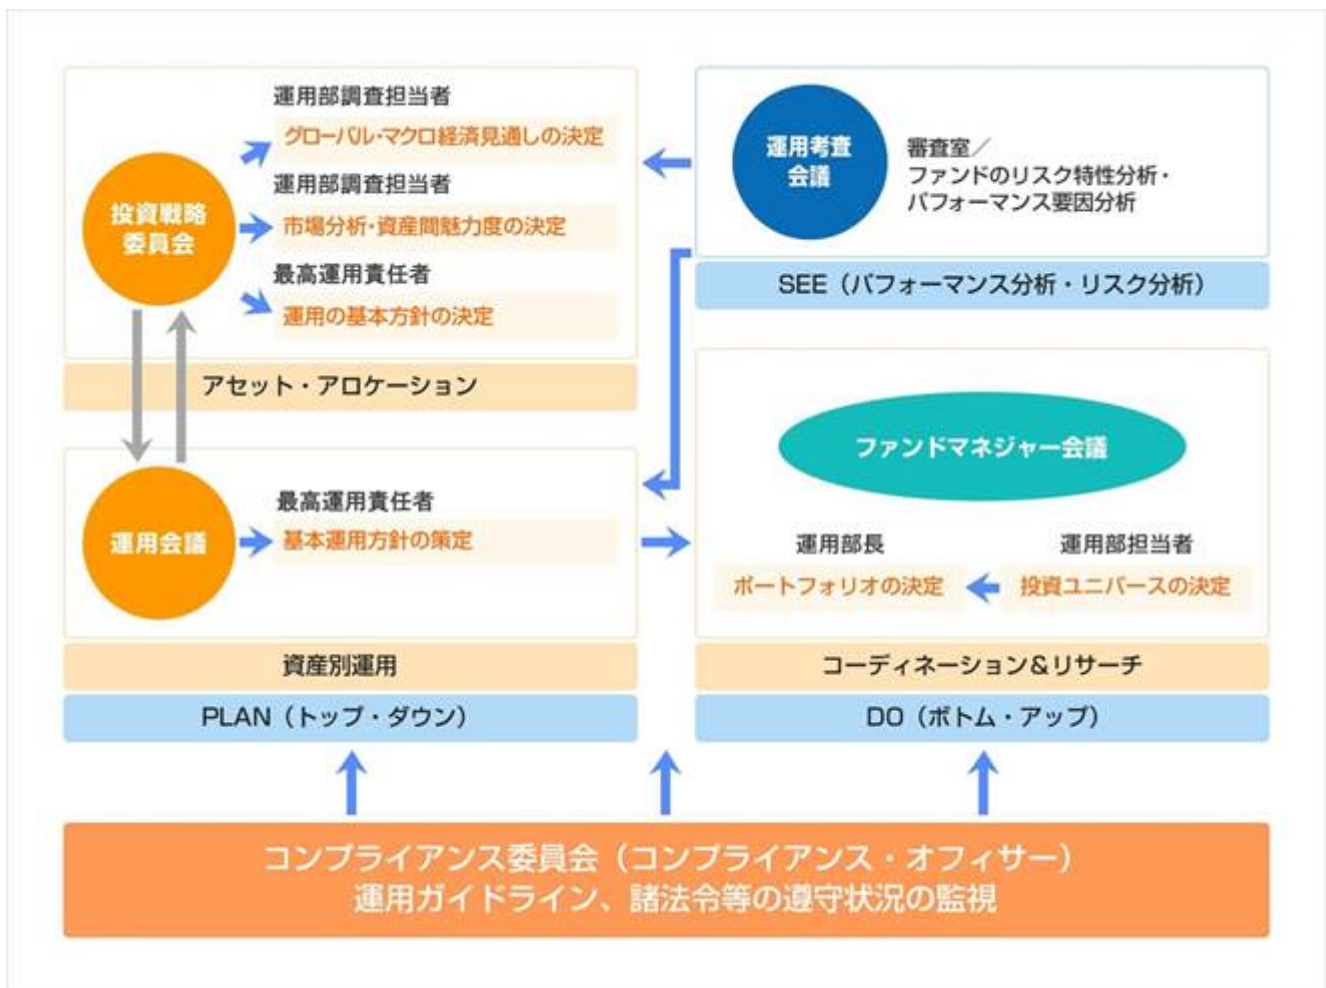 運用部調査担当者
グローバル・マクロ経済見通しの決定
投資戦略
委員会
運用部調査担当者
市場分析・資産間魅力度の決定
最高運用責任者
運用の基本方針の決定
アセット・アロケーション
運用考査
会議
審査室／
ファンドのリスク特性分析・
パフォーマンス要因分析
SEE（パフォーマンス分析・リスク分析）
運用会議
最高運用責任者
基本運用方針の策定
資産別運用
PLAN（トップ・ダウン）
ファンドマネジャー会議
運用部長
ポートフォリオの決定
運用部担当者
投資ユニバースの決定
コーディネーション＆リサーチ
DO（ボトム・アップ）
コンプライアンス委員会（コンプライアンス・オフィサー）
運用ガイドライン、諸法令等の遵守状況の監視